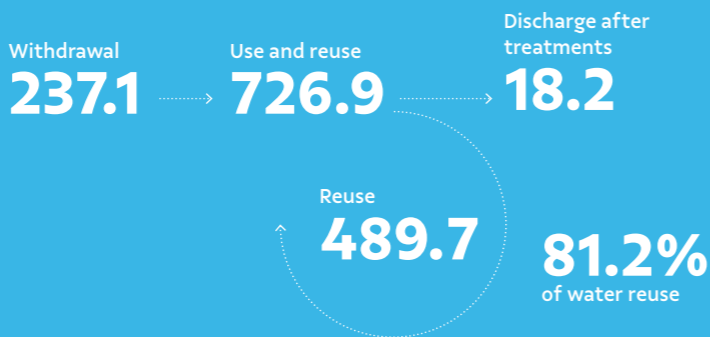 Withdrawal
237.1
Use and reuse
726.9
Discharge after
treatments
18.2
Reuse
489.7
81.2%
of water reuse